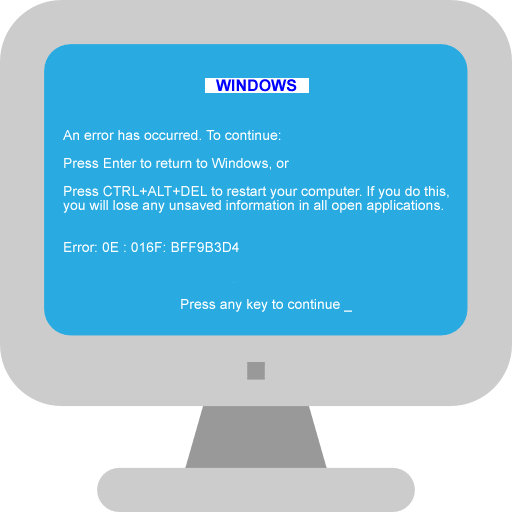 WINDOWS
An error has occurred. To continue:
Press Enter to return to Windows, or
Press CTRL+ALT+DEL to restart your computer. If you do this,
you will lose any unsaved information in all open applications.
Error: 0E : 016F: BFF9B3D4
Press any key to continue _